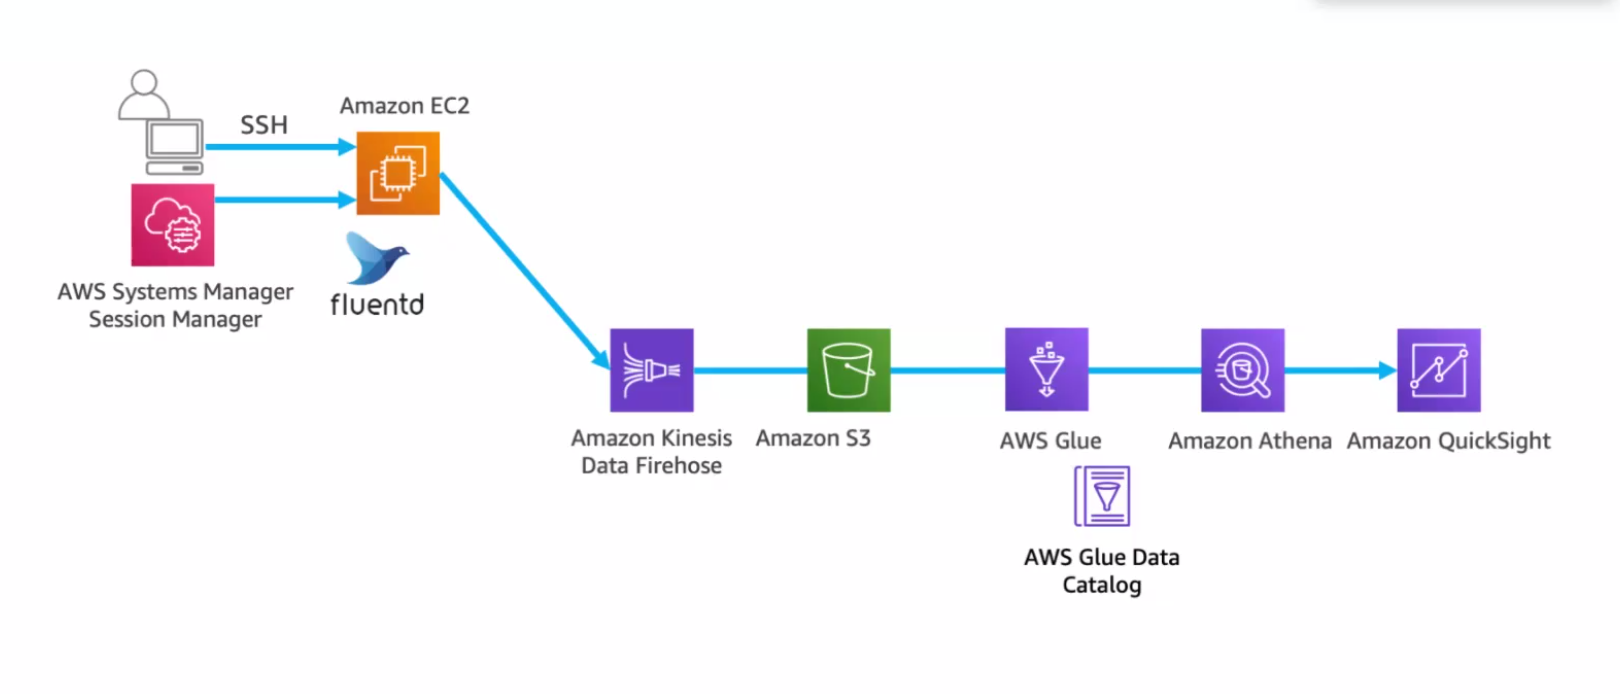 SSH
Amazon EC2
AWS Systems Manager
Session Manager
fluentd
Amazon Kinesis
Data Firehose
Amazon S3
AWS Glue
Amazon Athena
Amazon QuickSight
AWS Glue Data
Catalog